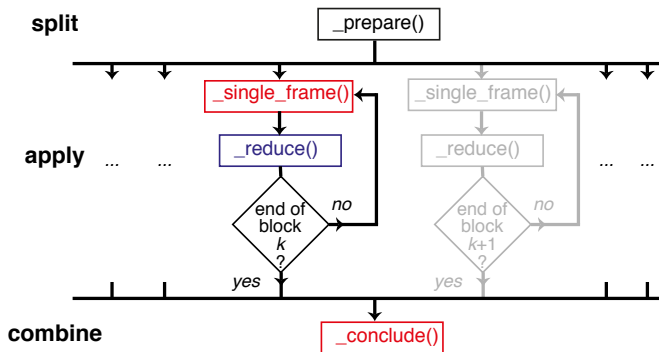 split
_prepare()
_single_frame()
_single_frame()
apply
...
...
_reduce()
_reduce()
...
...
no
no
end of
block
k
?
end of
block
k+1
?
yes
yes
combine
_conclude()